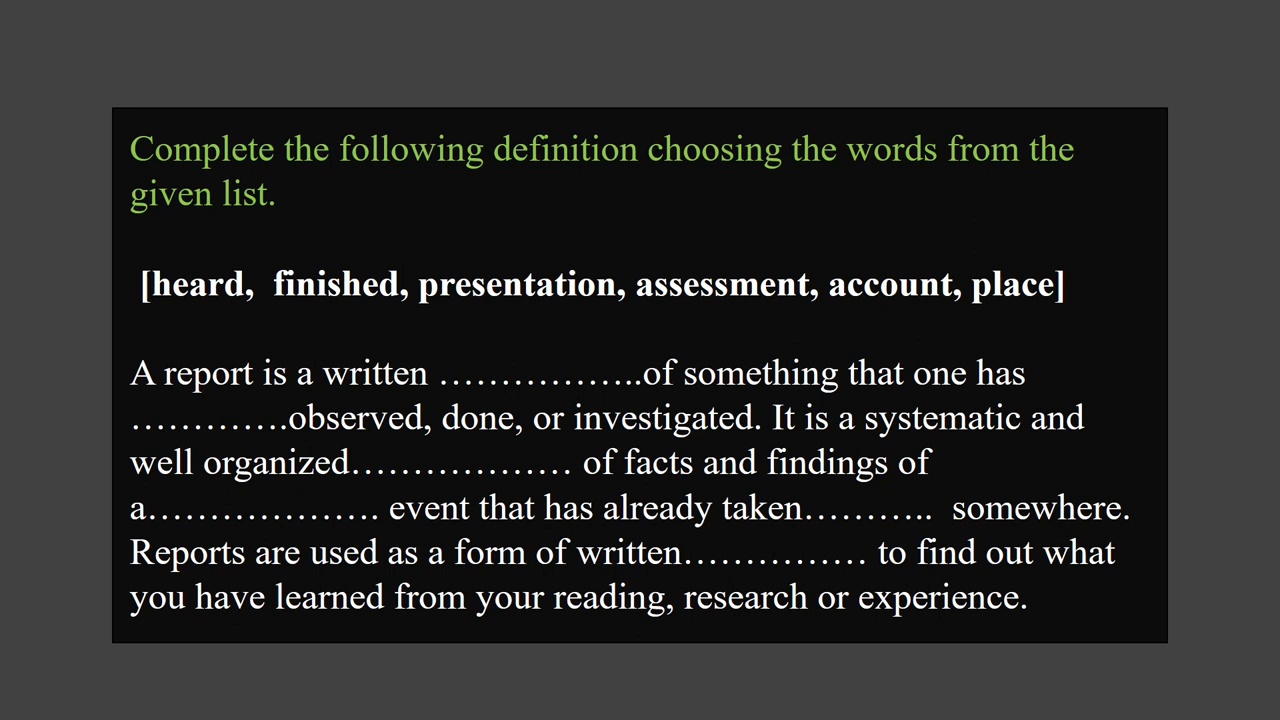 Complete the following definition choosing the words from the
given list.
[heard,  finished, presentation, assessment, account, place]
A report is a written ……………..of something that one has
………….observed, done, or investigated. It is a systematic and
well organized……………… of facts and findings of
a………………. event that has already taken……….. somewhere.
Reports are used as a form of written…………… to find out what
you have learned from your reading, research or experience.